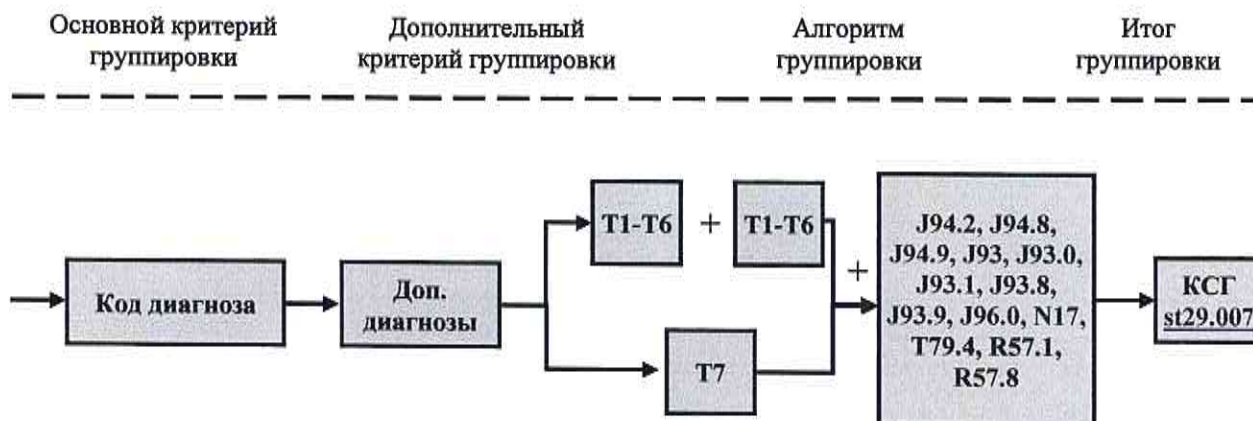 Основной критерий
группировки
Дополнительный
критерий группировки
Алгоритм
группировки
Итог
группировки
Код диагноза
Доп.
диагнозы
T1-T6
+
T1-T6
T7
+
J94.2, J94.8,
J94.9, J93, J93.0,
J93.1, J93.8,
J93.9, J96.0, N17,
T79.4, R57.1,
R57.8
КСГ
st29.007